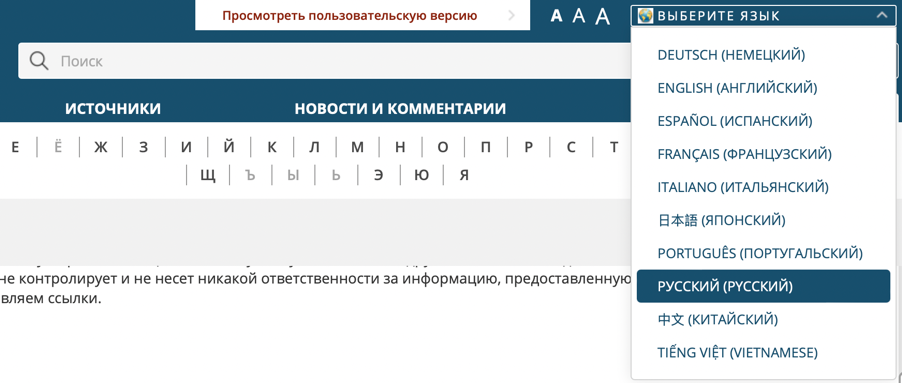 Просмотреть пользовательскую версию
A A A
ВЫБЕРИТЕ ЯЗЫК
Поиск
ИСТОЧНИКИ
НОВОСТИ И КОММЕНТАРИИ
Е Ё Ж З И Й К Л М Н О П Р С Т
Щ Ъ Ы Ь Э Ю Я
не контролирует и не несет никакой ответственности за информацию, предоставленную
вляем ссылки.
DEUTSCH (НЕМЕЦКИЙ)
ENGLISH (АНГЛИЙСКИЙ)
ESPAÑOL (ИСПАНСКИЙ)
FRANÇAIS (ФРАНЦУЗСКИЙ)
ITALIANO (ИТАЛЬЯНСКИЙ)
日本語 (ЯПОНСКИЙ)
PORTUGUÊS (ПОРТУГАЛЬСКИЙ)
РУССКИЙ (РУССКИЙ)
中文 (КИТАЙСКИЙ)
TIẾNG VIỆT (VIETNAMESE)